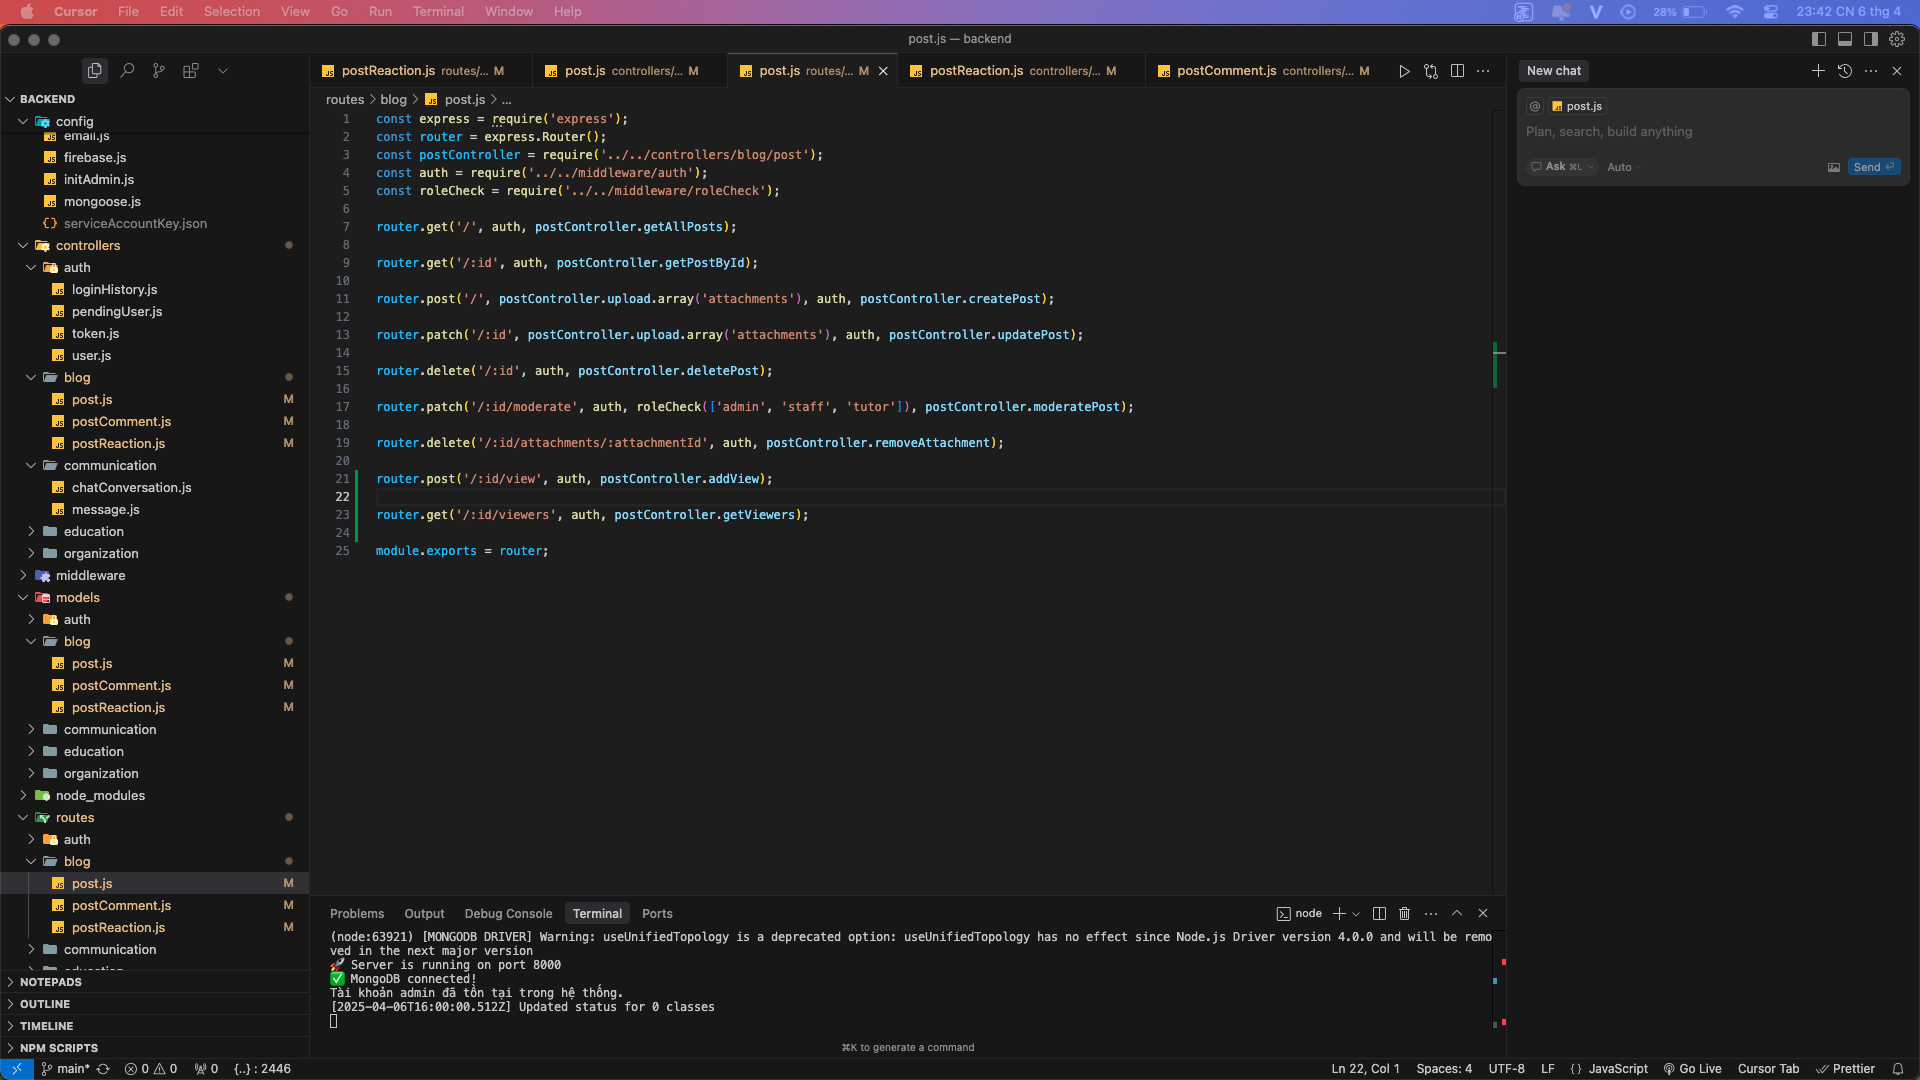 Cursor File Edit Selection View Go Run Terminal Window Help
28% 23:42 CN 6 thg 4
post.js — backend
postReaction.js routes/... M
post.js controllers/... M
post.js routes/... M
postReaction.js controllers/... M
postComment.js controllers/... M
New chat
BACKEND
config
email.js
firebase.js
initAdmin.js
mongoose.js
serviceAccountKey.json
controllers
auth
loginHistory.js
pendingUser.js
token.js
user.js
blog
post.js M
postComment.js M
postReaction.js M
communication
chatConversation.js
message.js
education
organization
middleware
models
auth
blog
post.js M
postComment.js M
postReaction.js M
communication
education
organization
node_modules
routes
auth
blog
post.js M
postComment.js M
postReaction.js M
communication
education
NOTEPADS
OUTLINE
TIMELINE
NPM SCRIPTS
routes > blog > post.js > ...
1 const express = require('express');
2 const router = express.Router();
3 const postController = require('../../controllers/blog/post');
4 const auth = require('../../middleware/auth');
5 const roleCheck = require('../../middleware/roleCheck');
6
7 router.get('/', auth, postController.getAllPosts);
8
9 router.get('/:id', auth, postController.getPostById);
10
11 router.post('/', postController.upload.array('attachments'), auth, postController.createPost);
12
13 router.patch('/:id', postController.upload.array('attachments'), auth, postController.updatePost);
14
15 router.delete('/:id', auth, postController.deletePost);
16
17 router.patch('/:id/moderate', auth, roleCheck(['admin', 'staff', 'tutor']), postController.moderatePost);
18
19 router.delete('/:id/attachments/:attachmentId', auth, postController.removeAttachment);
20
21 router.post('/:id/view', auth, postController.addView);
22
23 router.get('/:id/viewers', auth, postController.getViewers);
24
25 module.exports = router;
@ post.js
Plan, search, build anything
Ask ⌘L Auto Send
Problems Output Debug Console Terminal Ports
node
(node:63921) [MONGODB DRIVER] Warning: useUnifiedTopology is a deprecated option: useUnifiedTopology has no effect since Node.js Driver version 4.0.0 and will be remo
ved in the next major version
🚀 Server is running on port 8000
✅ MongoDB connected!
Tài khoản admin đã tồn tại trong hệ thống.
[2025-04-06T16:00:00.512Z] Updated status for 0 classes
⌘K to generate a command
main* 0 0 0 {..} : 2446
Ln 22, Col 1 Spaces: 4 UTF-8 LF {} JavaScript Go Live Cursor Tab Prettier